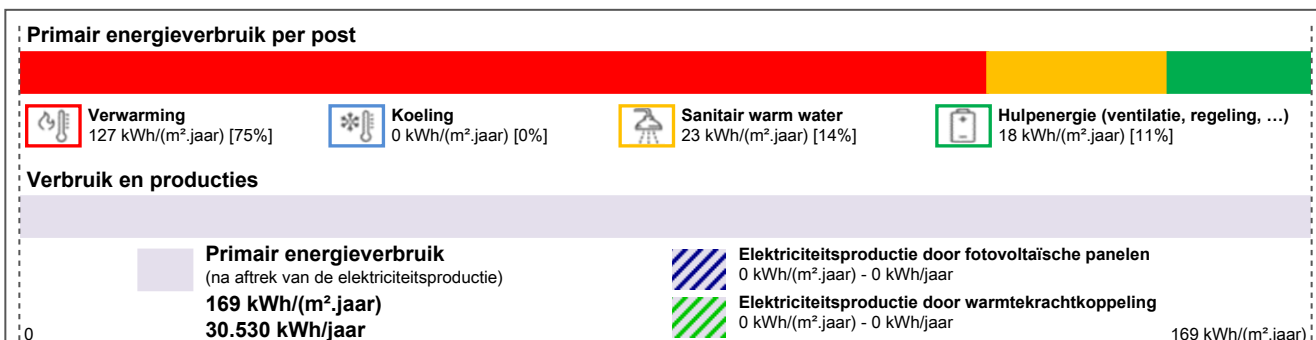 Primair energieverbruik per post
Verwarming
127 kWh/(m².jaar) [75%]
Koeling
0 kWh/(m².jaar) [0%]
Sanitair warm water
23 kWh/(m².jaar) [14%]
Hulpenergie (ventilatie, regeling, …)
18 kWh/(m².jaar) [11%]
Verbruik en producties
Primair energieverbruik
(na aftrek van de elektriciteitsproductie)
169 kWh/(m².jaar)
30.530 kWh/jaar
Elektriciteitsproductie door fotovoltaïsche panelen
0 kWh/(m².jaar) - 0 kWh/jaar
Elektriciteitsproductie door warmtekrachtkoppeling
0 kWh/(m².jaar) - 0 kWh/jaar
0
169 kWh/(m².jaar)